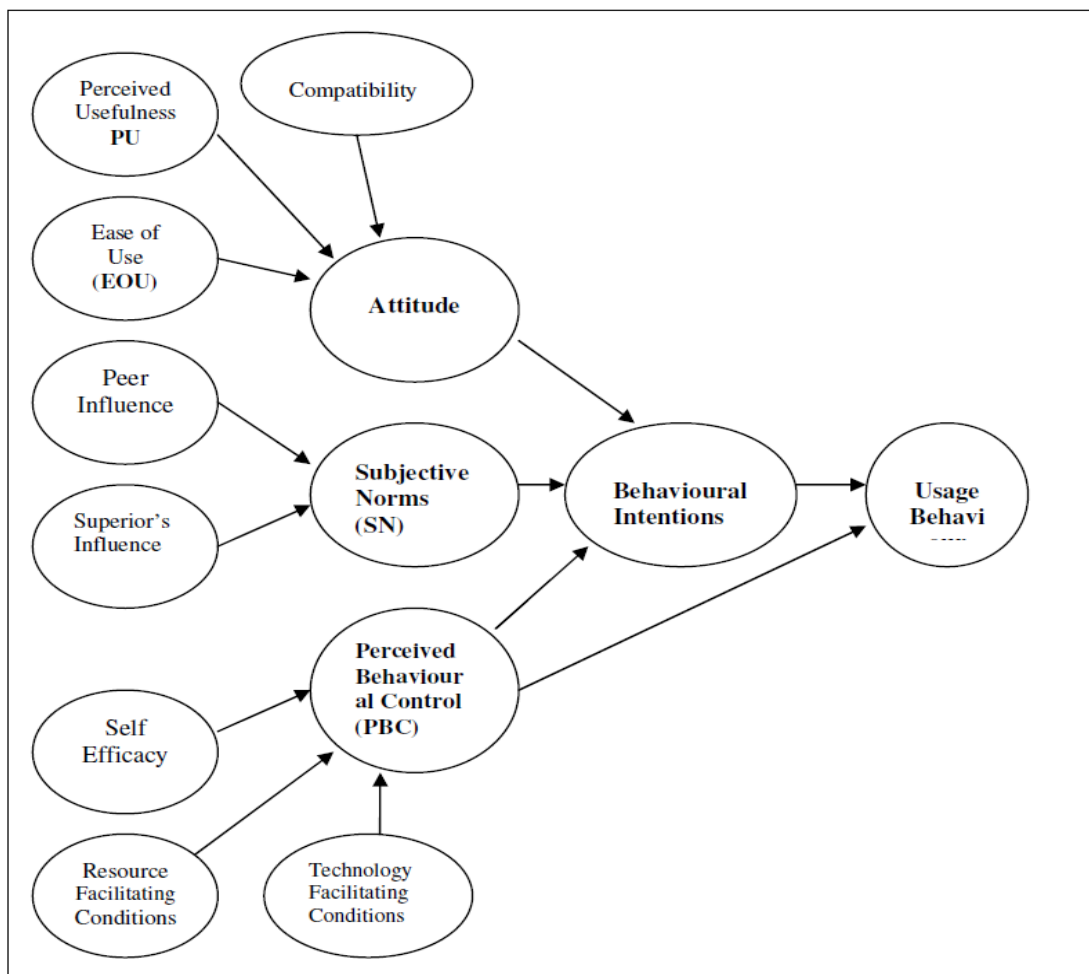 Perceived
Usefulness
PU
Compatibility
Ease of
Use
(EOU)
Attitude
Peer
Influence
Subjective
Norms
(SN)
Behavioural
Intentions
Usage
Behavi
Superior's
Influence
Perceived
Behaviour
al Control
(PBC)
Self
Efficacy
Resource
Facilitating
Conditions
Technology
Facilitating
Conditions